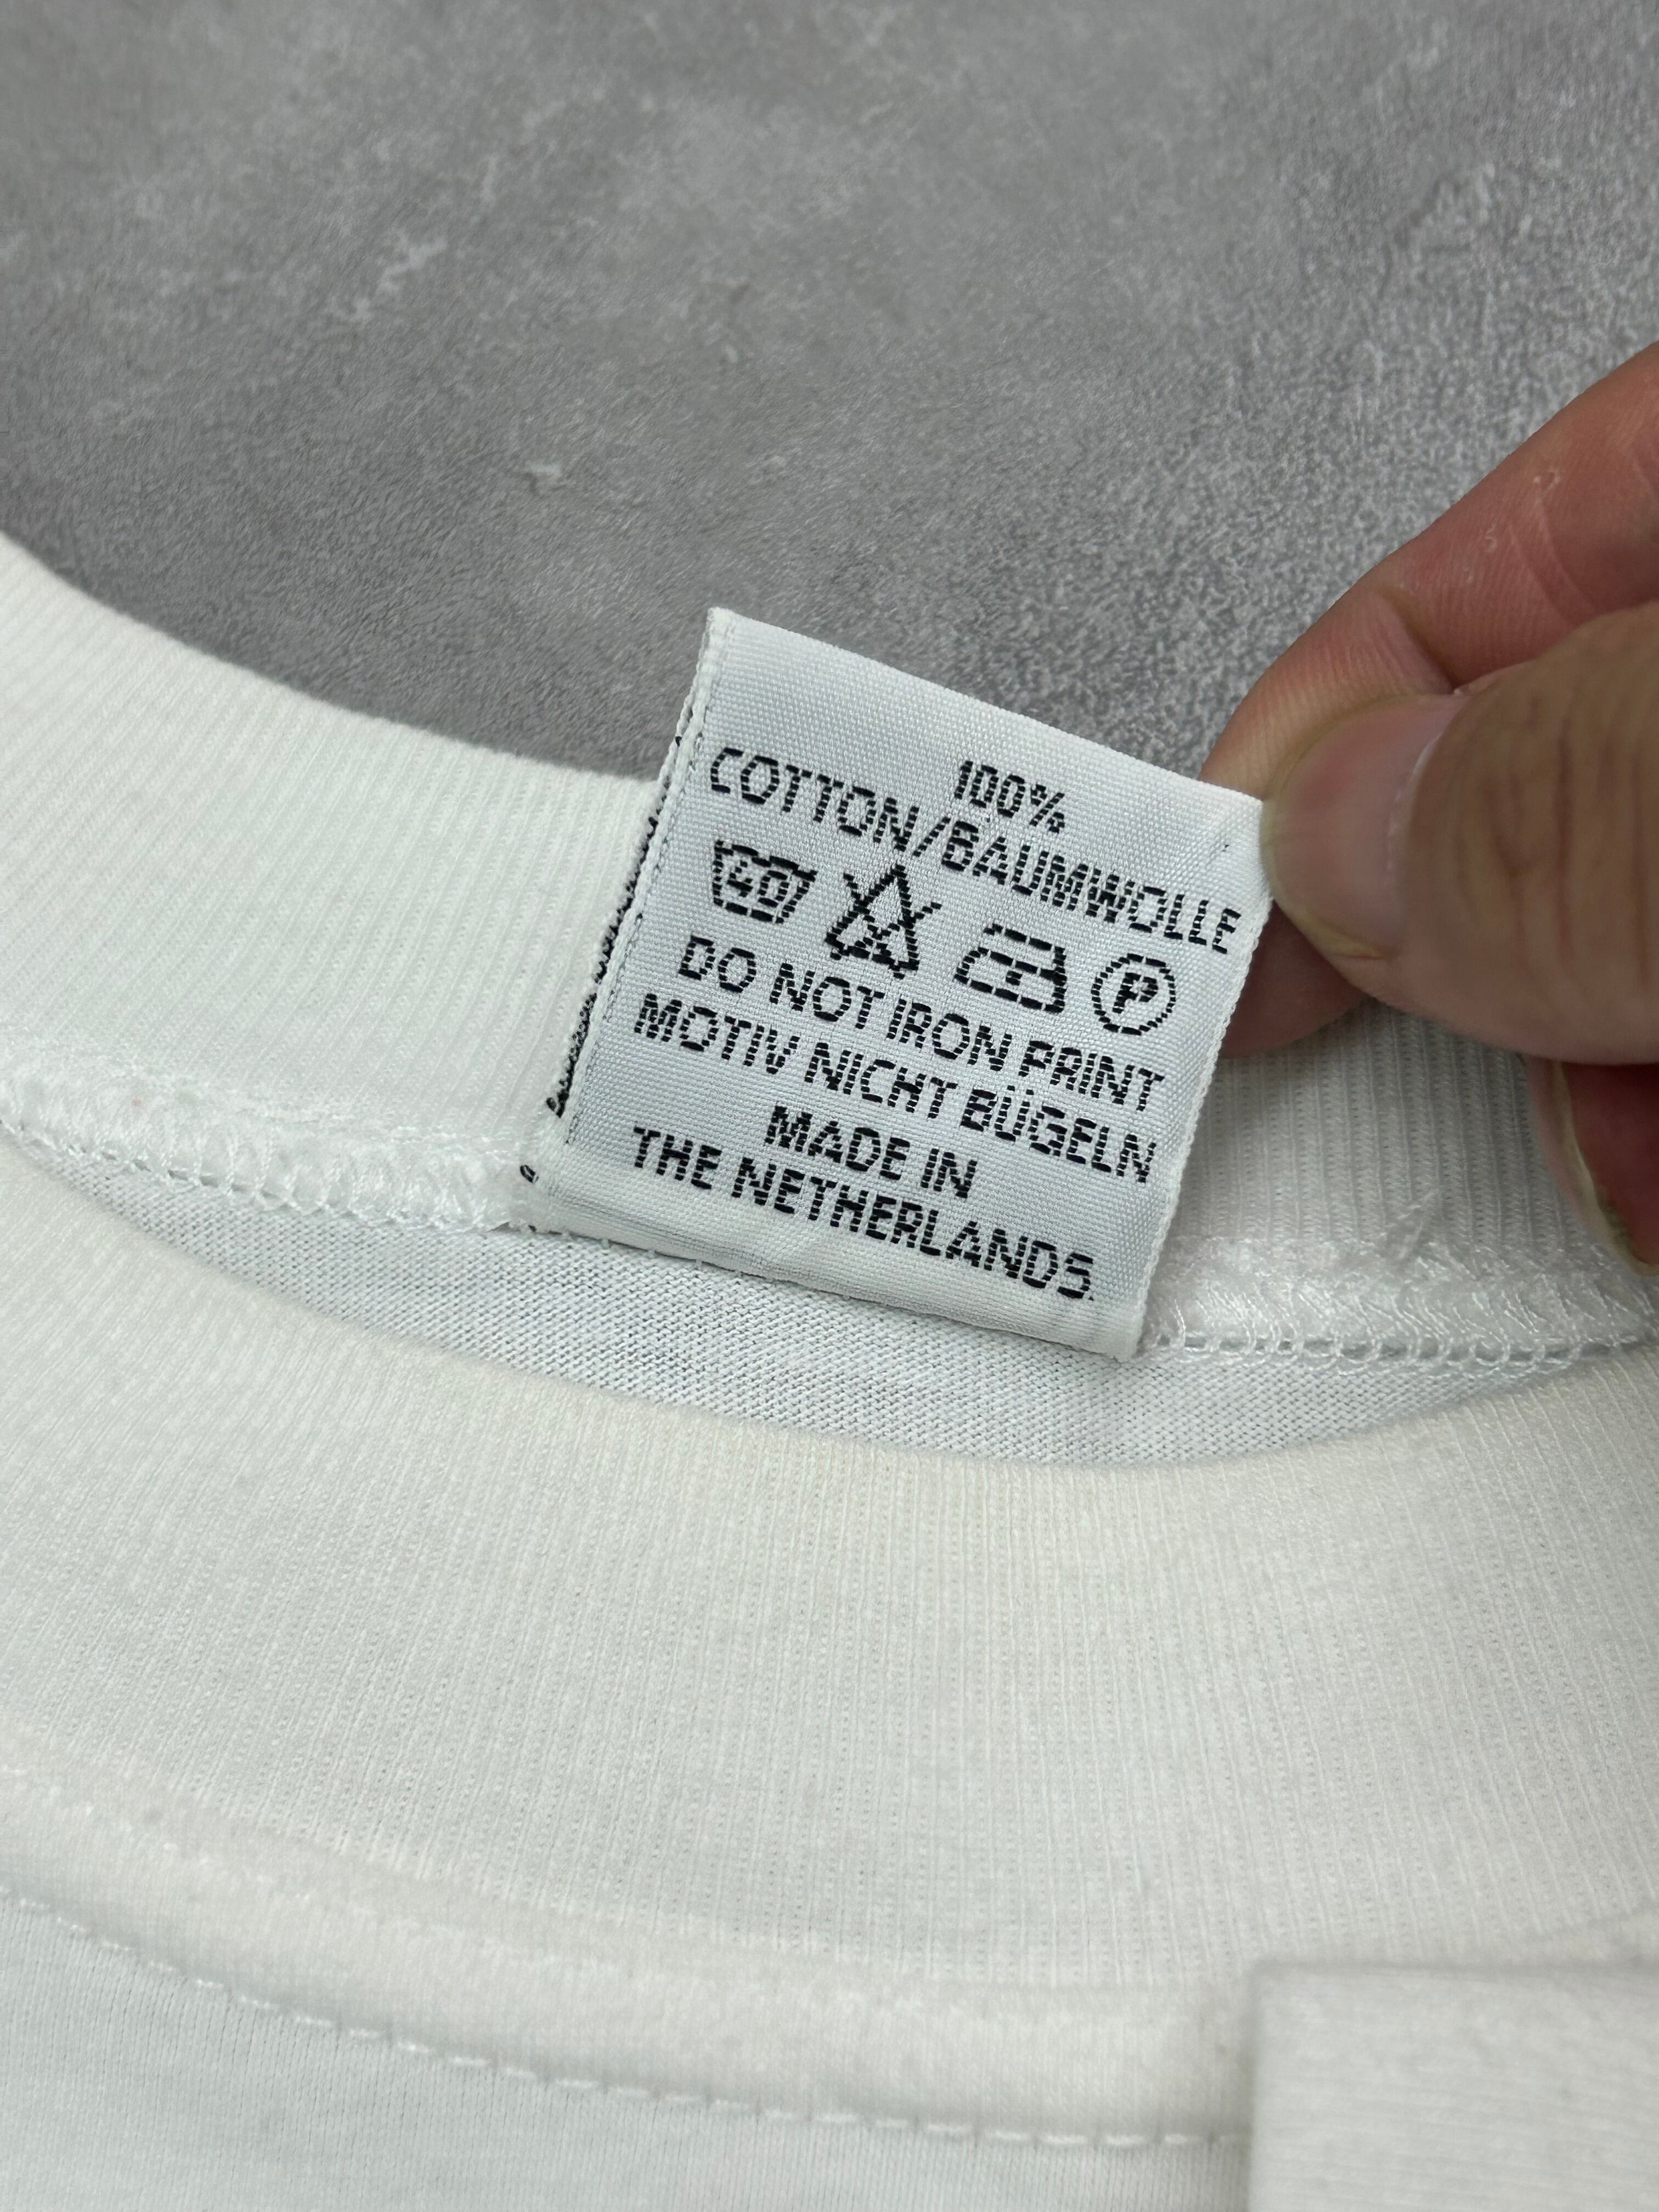 100%
COTTON/BAUMWOLLE
40 P
DO NOT IRON PRINT
MOTIV NICHT BÜGELN
MADE IN
THE NETHERLANDS.